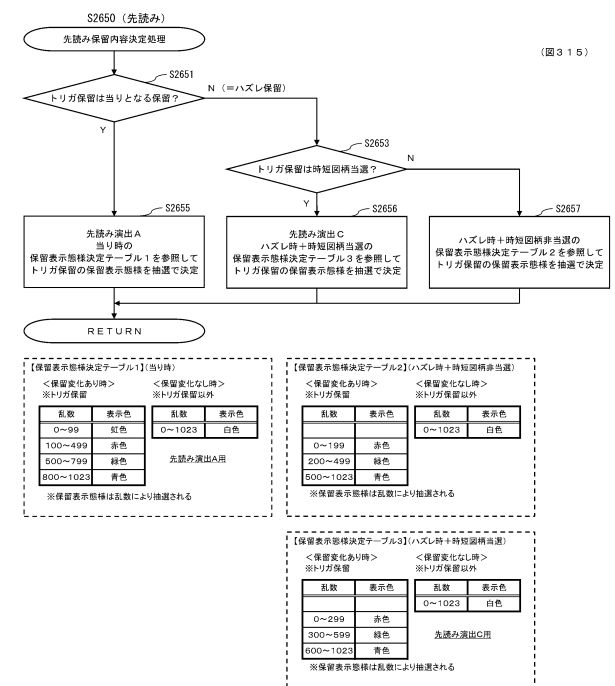 S2650（先読み）
先読み保留内容決定処理
（図３１５）
S2651
トリガ保留は当りとなる保留？
N（＝ハズレ保留）
Y
S2653
トリガ保留は時短図柄当選？
N
Y
S2655
先読み演出Ａ
当り時の
保留表示態様決定テーブル１を参照して
トリガ保留の保留表示態様を抽選で決定
S2656
先読み演出Ｃ
ハズレ時＋時短図柄当選の
保留表示態様決定テーブル３を参照して
トリガ保留の保留表示態様を抽選で決定
S2657
ハズレ時＋時短図柄非当選の
保留表示態様決定テーブル２を参照して
トリガ保留の保留表示態様を抽選で決定
ＲＥＴＵＲＮ
【保留表示態様決定テーブル1】（当り時）
＜保留変化あり時＞ ＜保留変化なし時＞
※トリガ保留 ※トリガ保留以外
乱数 表示色 乱数 表示色
0～99 虹色 0～1023 白色
100～499 赤色
500～799 緑色
800～1023 青色
先読み演出A用
※保留表示態様は乱数により抽選される
【保留表示態様決定テーブル2】（ハズレ時＋時短図柄非当選）
＜保留変化あり時＞ ＜保留変化なし時＞
※トリガ保留 ※トリガ保留以外
乱数 表示色 乱数 表示色
0～1023 白色
0～199 赤色
200～499 緑色
500～1023 青色
※保留表示態様は乱数により抽選される
【保留表示態様決定テーブル3】（ハズレ時＋時短図柄当選）
＜保留変化あり時＞ ＜保留変化なし時＞
※トリガ保留 ※トリガ保留以外
乱数 表示色 乱数 表示色
0～1023 白色
0～299 赤色
300～599 緑色
600～1023 青色
先読み演出C用
※保留表示態様は乱数により抽選される